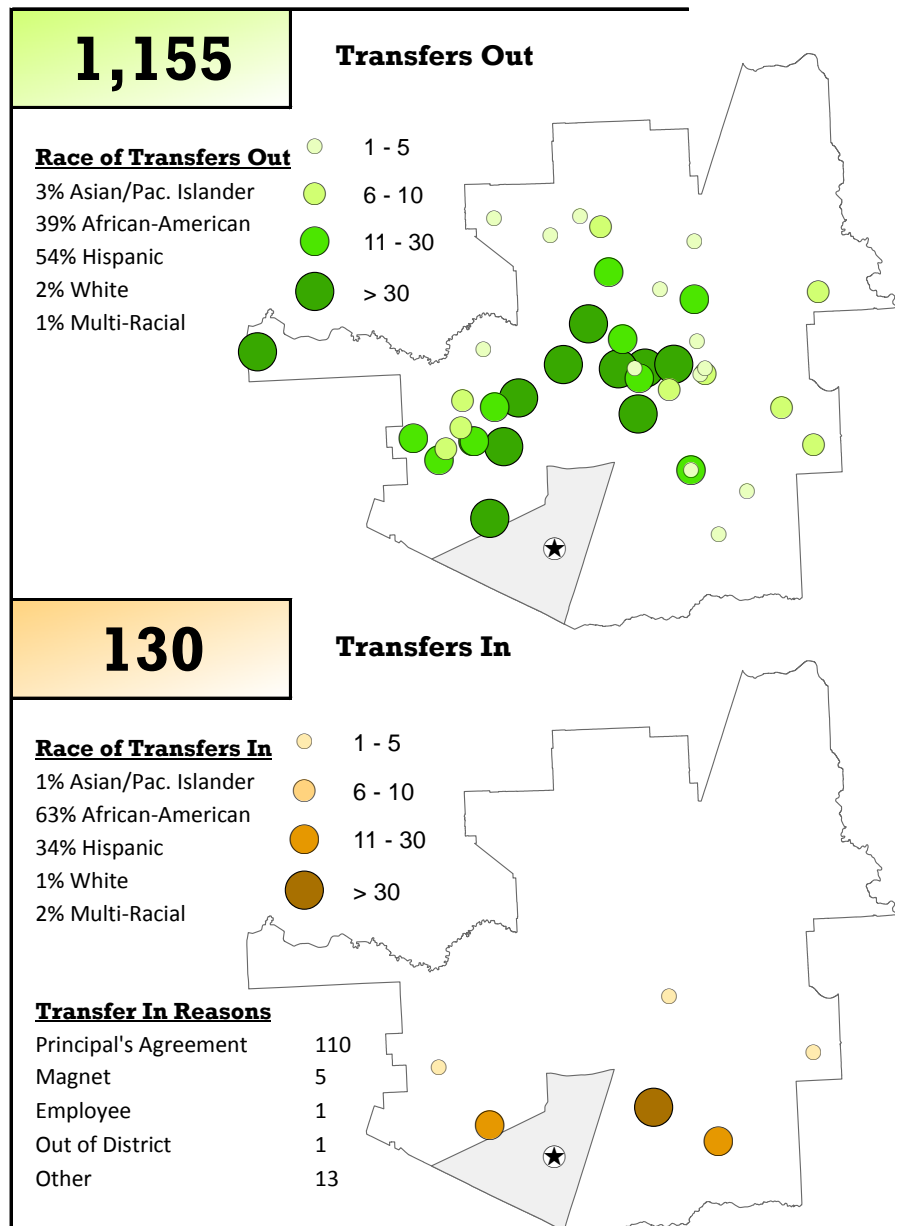 1,155
Transfers Out
Race of Transfers Out
3% Asian/Pac. Islander
39% African-American
54% Hispanic
2% White
1% Multi-Racial
1 - 5
6 - 10
11 - 30
> 30
130
Transfers In
Race of Transfers In
1% Asian/Pac. Islander
63% African-American
34% Hispanic
1% White
2% Multi-Racial
1 - 5
6 - 10
11 - 30
> 30
Transfer In Reasons
Principal's Agreement 110
Magnet 5
Employee 1
Out of District 1
Other 13